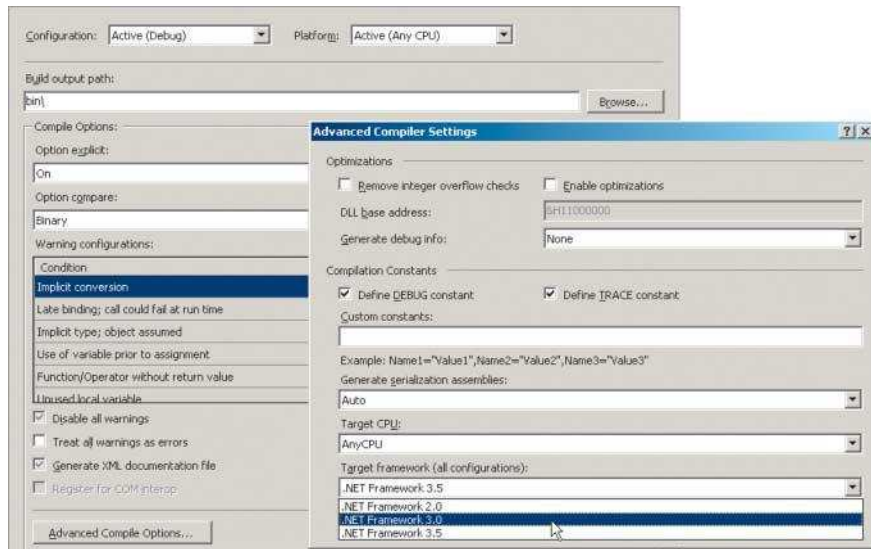 Configuration: Active (Debug) Platform: Active (Any CPU)
Build output path:
bin\
Browse...
Compile Options:
Option explicit:
On
Option compare:
Binary
Warning configurations:
Condition
Implicit conversion
Late binding; call could fail at run time
Implicit type; object assumed
Use of variable prior to assignment
Function/Operator without return value
Unused local variable
Disable all warnings
Treat all warnings as errors
Generate XML documentation file
Register for COM interop
Advanced Compile Options...
Advanced Compiler Settings
Optimizations
Remove integer overflow checks Enable optimizations
DLL base address: &H11000000
Generate debug info: None
Compilation Constants
Define DEBUG constant Define TRACE constant
Custom constants:
Example: Name1="Value1",Name2="Value2",Name3="Value3"
Generate serialization assemblies:
Auto
Target CPU:
AnyCPU
Target framework (all configurations):
.NET Framework 3.5
.NET Framework 2.0
.NET Framework 3.0
.NET Framework 3.5